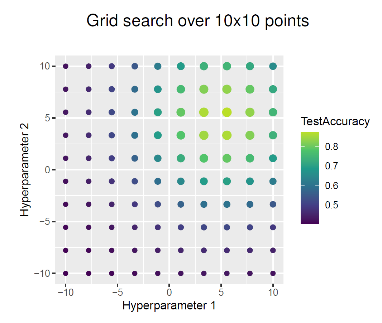 Grid search over 10x10 points
10
5
0
−5
−10
Hyperparameter 2
−10 −5 0 5 10
Hyperparameter 1
TestAccuracy
0.8
0.7
0.6
0.5